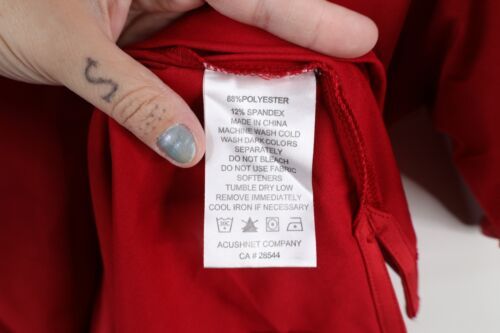 S
88%POLYESTER
12% SPANDEX
MADE IN CHINA
MACHINE WASH COLD
WASH DARK COLORS
SEPARATELY
DO NOT BLEACH
DO NOT USE FABRIC
SOFTENERS
TUMBLE DRY LOW
REMOVE IMMEDIATELY
COOL IRON IF NECESSARY
ACUSHNET COMPANY
CA # 28544